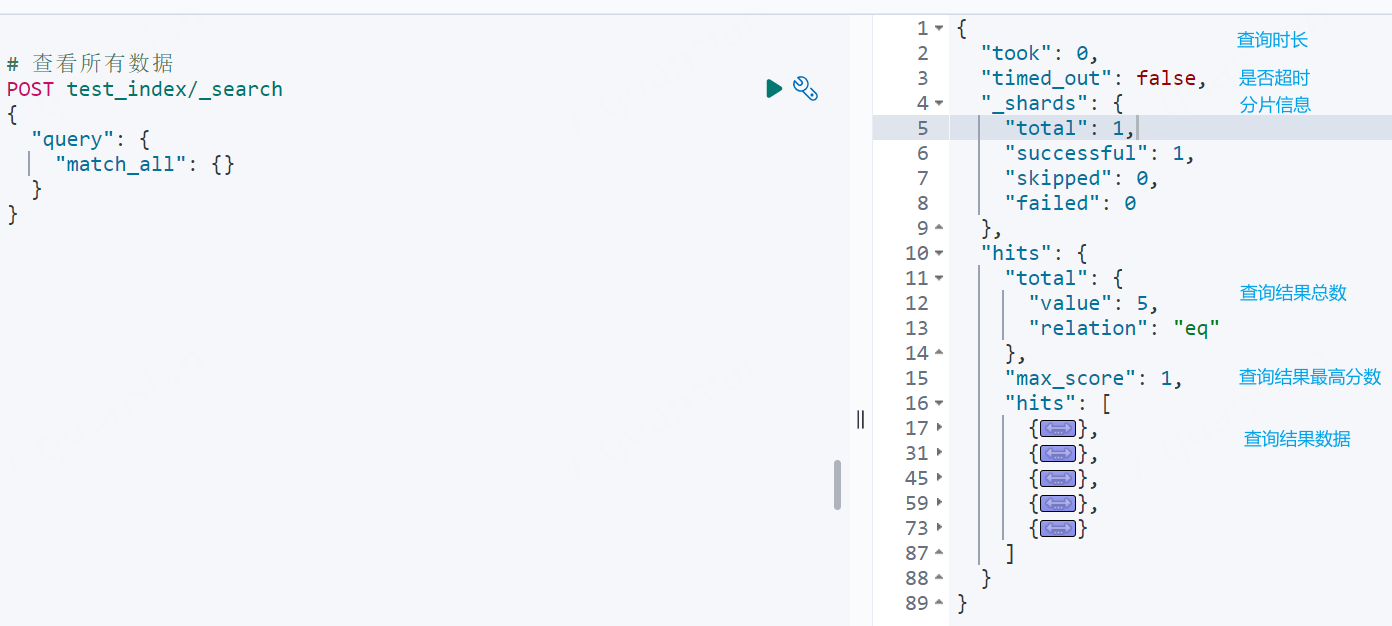 # 查看所有数据
POST test_index/_search
{
"query": {
"match_all": {}
}
}
1 {
2 "took": 0, 查询时长
3 "timed_out": false, 是否超时
4 "_shards": { 分片信息
5 "total": 1,
6 "successful": 1,
7 "skipped": 0,
8 "failed": 0
9 },
10 "hits": {
11 "total": {
12 "value": 5, 查询结果总数
13 "relation": "eq"
14 },
15 "max_score": 1, 查询结果最高分数
16 "hits": [
17 {...}, 查询结果数据
31 {...},
45 {...},
59 {...},
73 {...}
87 ]
88 }
89 }